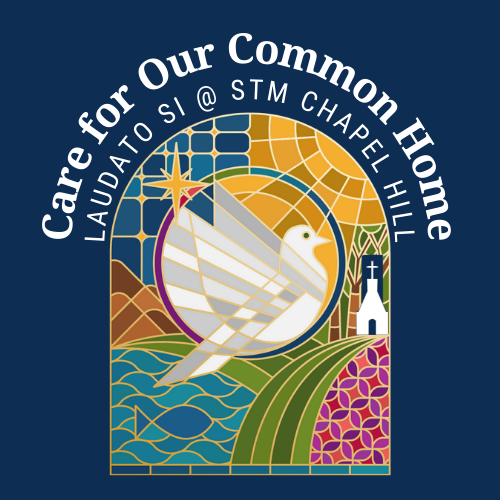 Care for Our Common Home
LAUDATO SI @ STM CHAPEL HILL